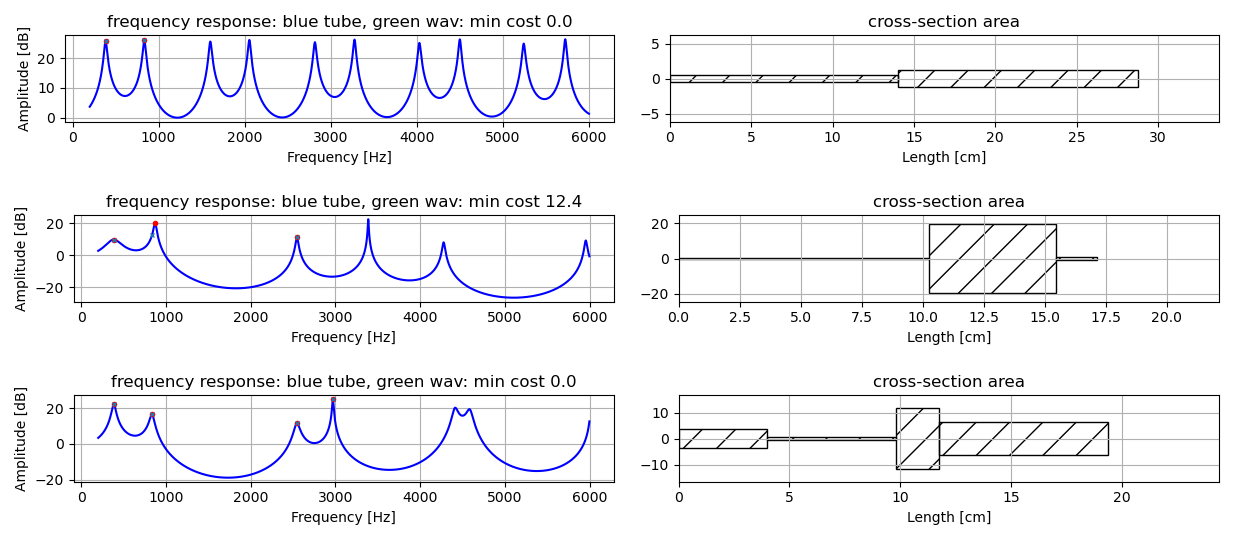 frequency response: blue tube, green wav: min cost 0.0
cross-section area
Amplitude [dB]
20
10
0
0 1000 2000 3000 4000 5000 6000
Frequency [Hz]
5
0
−5
0 5 10 15 20 25 30
Length [cm]
frequency response: blue tube, green wav: min cost 12.4
cross-section area
Amplitude [dB]
20
0
−20
0 1000 2000 3000 4000 5000 6000
Frequency [Hz]
20
0
−20
0.0 2.5 5.0 7.5 10.0 12.5 15.0 17.5 20.0
Length [cm]
frequency response: blue tube, green wav: min cost 0.0
cross-section area
Amplitude [dB]
20
0
−20
0 1000 2000 3000 4000 5000 6000
Frequency [Hz]
10
0
−10
0 5 10 15 20
Length [cm]